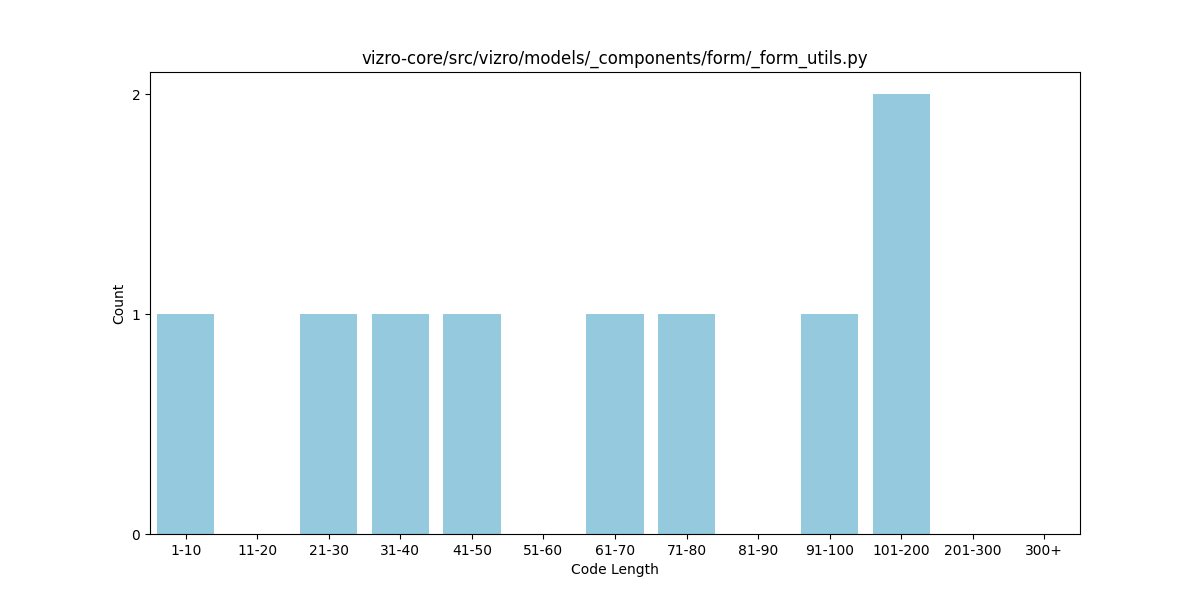 vizro-core/src/vizro/models/_components/form/_form_utils.py
2
1
0
Count
1-10 11-20 21-30 31-40 41-50 51-60 61-70 71-80 81-90 91-100 101-200 201-300 300+
Code Length